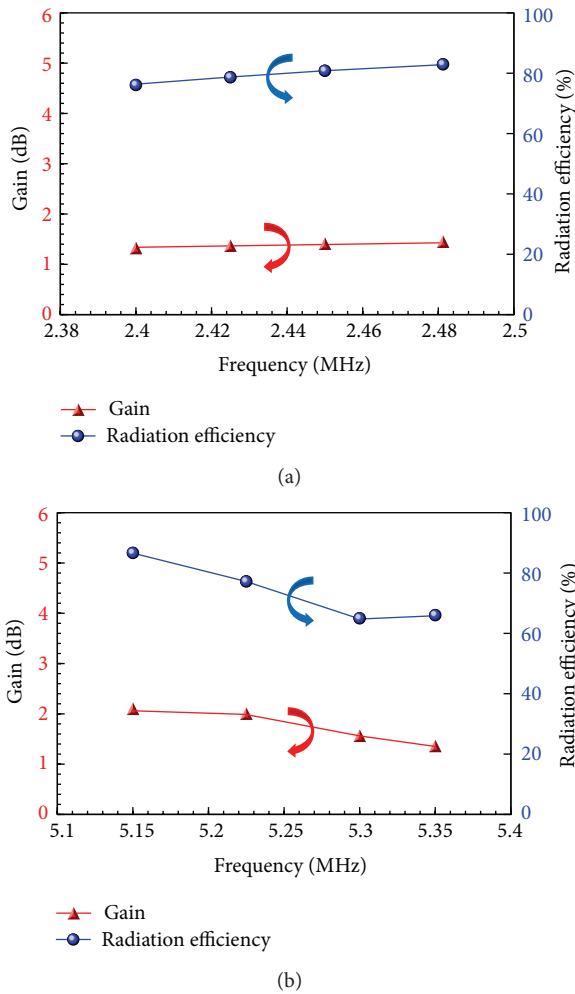 6
5
4
3
2
1
0
Gain (dB)
100
80
60
40
20
0
Radiation efficiency (%)
2.38 2.4 2.42 2.44 2.46 2.48 2.5
Frequency (MHz)
Gain
Radiation efficiency
(a)
6
5
4
3
2
1
0
Gain (dB)
100
80
60
40
20
0
Radiation efficiency (%)
5.1 5.15 5.2 5.25 5.3 5.35 5.4
Frequency (MHz)
Gain
Radiation efficiency
(b)